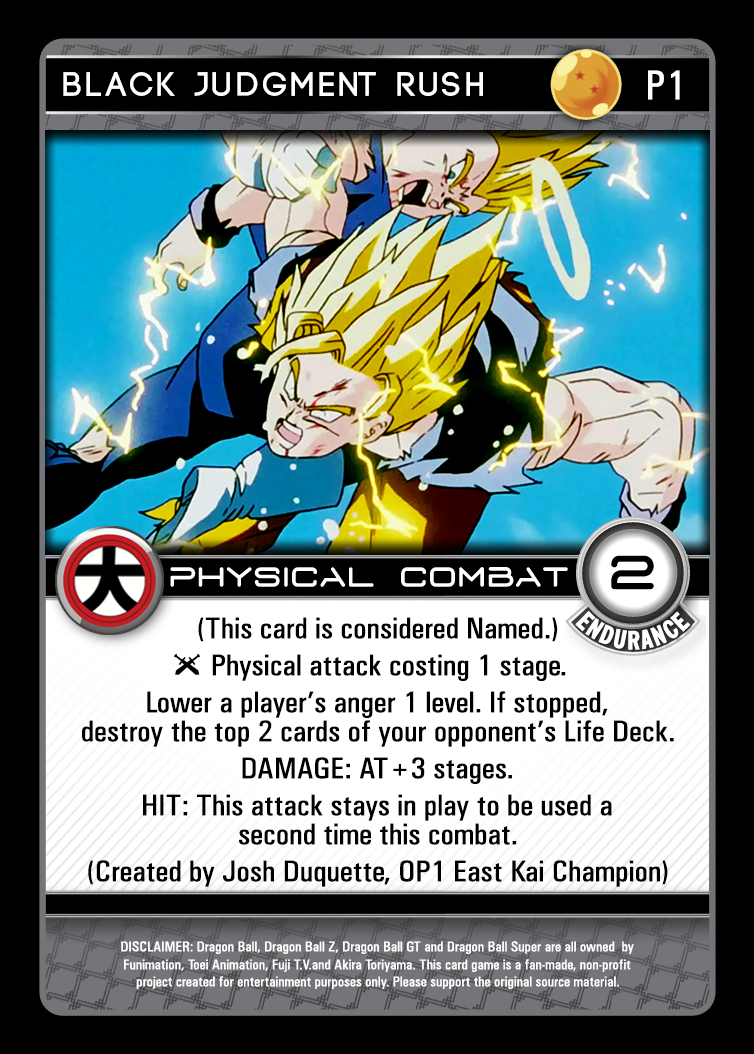 BLACK JUDGMENT RUSH
P1
大
PHYSICAL COMBAT
2
ENDURANCE
(This card is considered Named.)
Physical attack costing 1 stage.
Lower a player's anger 1 level. If stopped,
destroy the top 2 cards of your opponent's Life Deck.
DAMAGE: AT+3 stages.
HIT: This attack stays in play to be used a
second time this combat.
(Created by Josh Duquette, OP1 East Kai Champion)
DISCLAIMER: Dragon Ball, Dragon Ball Z, Dragon Ball GT and Dragon Ball Super are all owned by
Funimation, Toei Animation, Fuji T.V.and Akira Toriyama. This card game is a fan-made, non-profit
project created for entertainment purposes only. Please support the original source material.